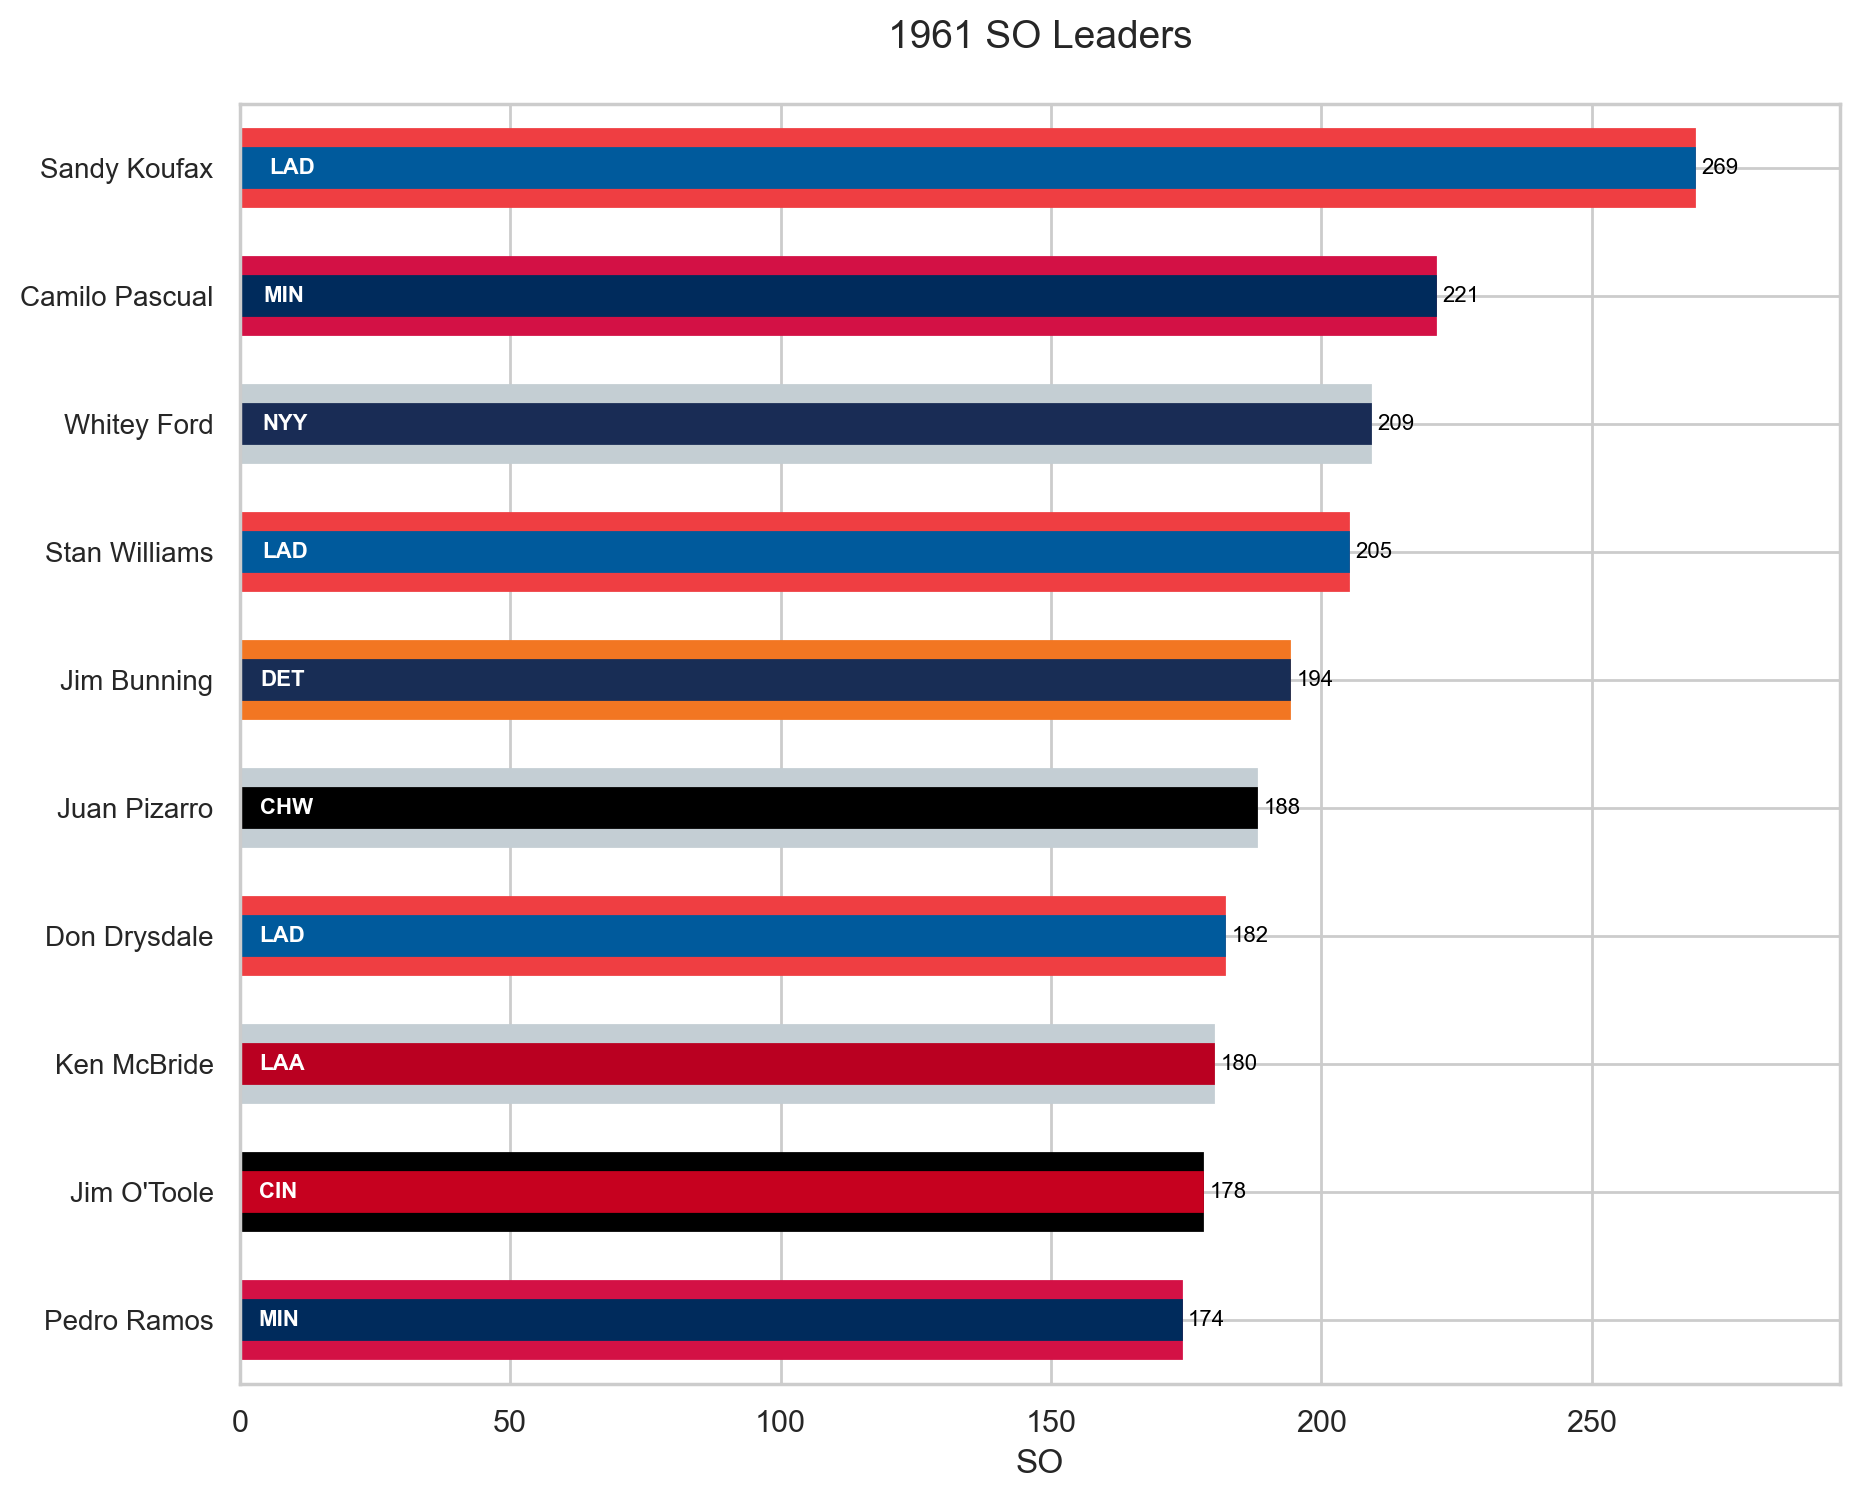 1961 SO Leaders
Sandy Koufax LAD 269
Camilo Pascual MIN 221
Whitey Ford NYY 209
Stan Williams LAD 205
Jim Bunning DET 194
Juan Pizarro CHW 188
Don Drysdale LAD 182
Ken McBride LAA 180
Jim O'Toole CIN 178
Pedro Ramos MIN 174
0 50 100 150 200 250
SO